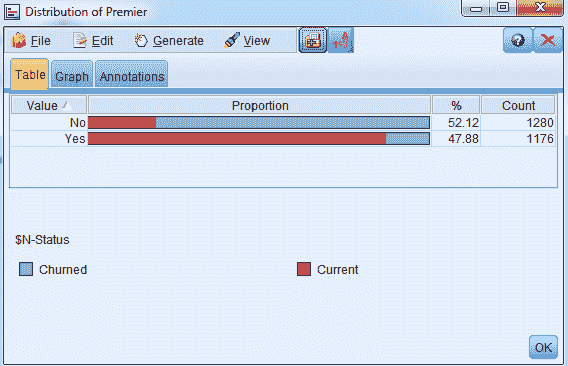 Distribution of Premier
File Edit Generate View
Table Graph Annotations
Value Proportion % Count
No 52.12 1280
Yes 47.88 1176
$N-Status
Churned Current
OK